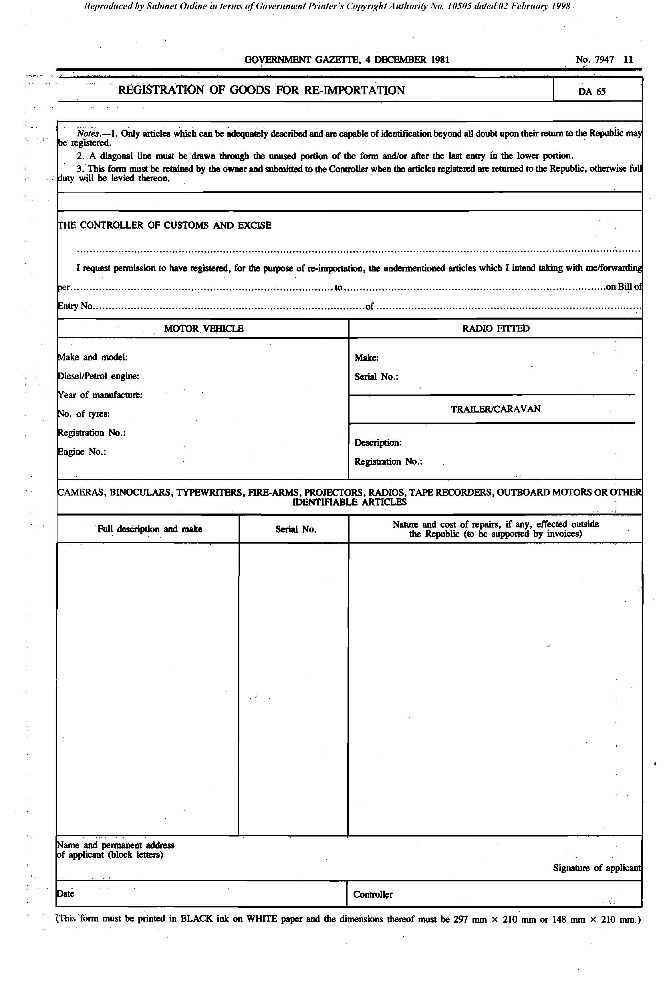 Reproduced by Sabinet Online in terms of Government Printer's Copyright Authority No. 10505 dated 02 February 1998
GOVERNMENT GAZETTE, 4 DECEMBER 1981 No. 7947 11
REGISTRATION OF GOODS FOR RE-IMPORTATION DA 65
Notes.—1. Only articles which can be adequately described and are capable of identification beyond all doubt upon their return to the Republic may
be registered.
2. A diagonal line must be drawn through the unused portion of the form and/or after the last entry in the lower portion.
3. This form must be retained by the owner and submitted to the Controller when the articles registered are returned to the Republic, otherwise full
duty will be levied thereon.
THE CONTROLLER OF CUSTOMS AND EXCISE
....................................................................................................
I request permission to have registered, for the purpose of re-importation, the undermentioned articles which I intend taking with me/forwarding
per.................................................. to.................................................. on Bill of
Entry No.................................................. of ..................................................
MOTOR VEHICLE
Make and model:
Diesel/Petrol engine:
Year of manufacture:
No. of tyres:
Registration No.:
Engine No.:
RADIO FITTED
Make:
Serial No.:
TRAILER/CARAVAN
Description:
Registration No.:
CAMERAS, BINOCULARS, TYPEWRITERS, FIRE-ARMS, PROJECTORS, RADIOS, TAPE RECORDERS, OUTBOARD MOTORS OR OTHER
IDENTIFIABLE ARTICLES
Full description and make
Serial No.
Nature and cost of repairs, if any, effected outside
the Republic (to be supported by invoices)
Name and permanent address
of applicant (block letters)
Signature of applicant
Date
Controller
(This form must be printed in BLACK ink on WHITE paper and the dimensions thereof must be 297 mm × 210 mm or 148 mm × 210 mm.)